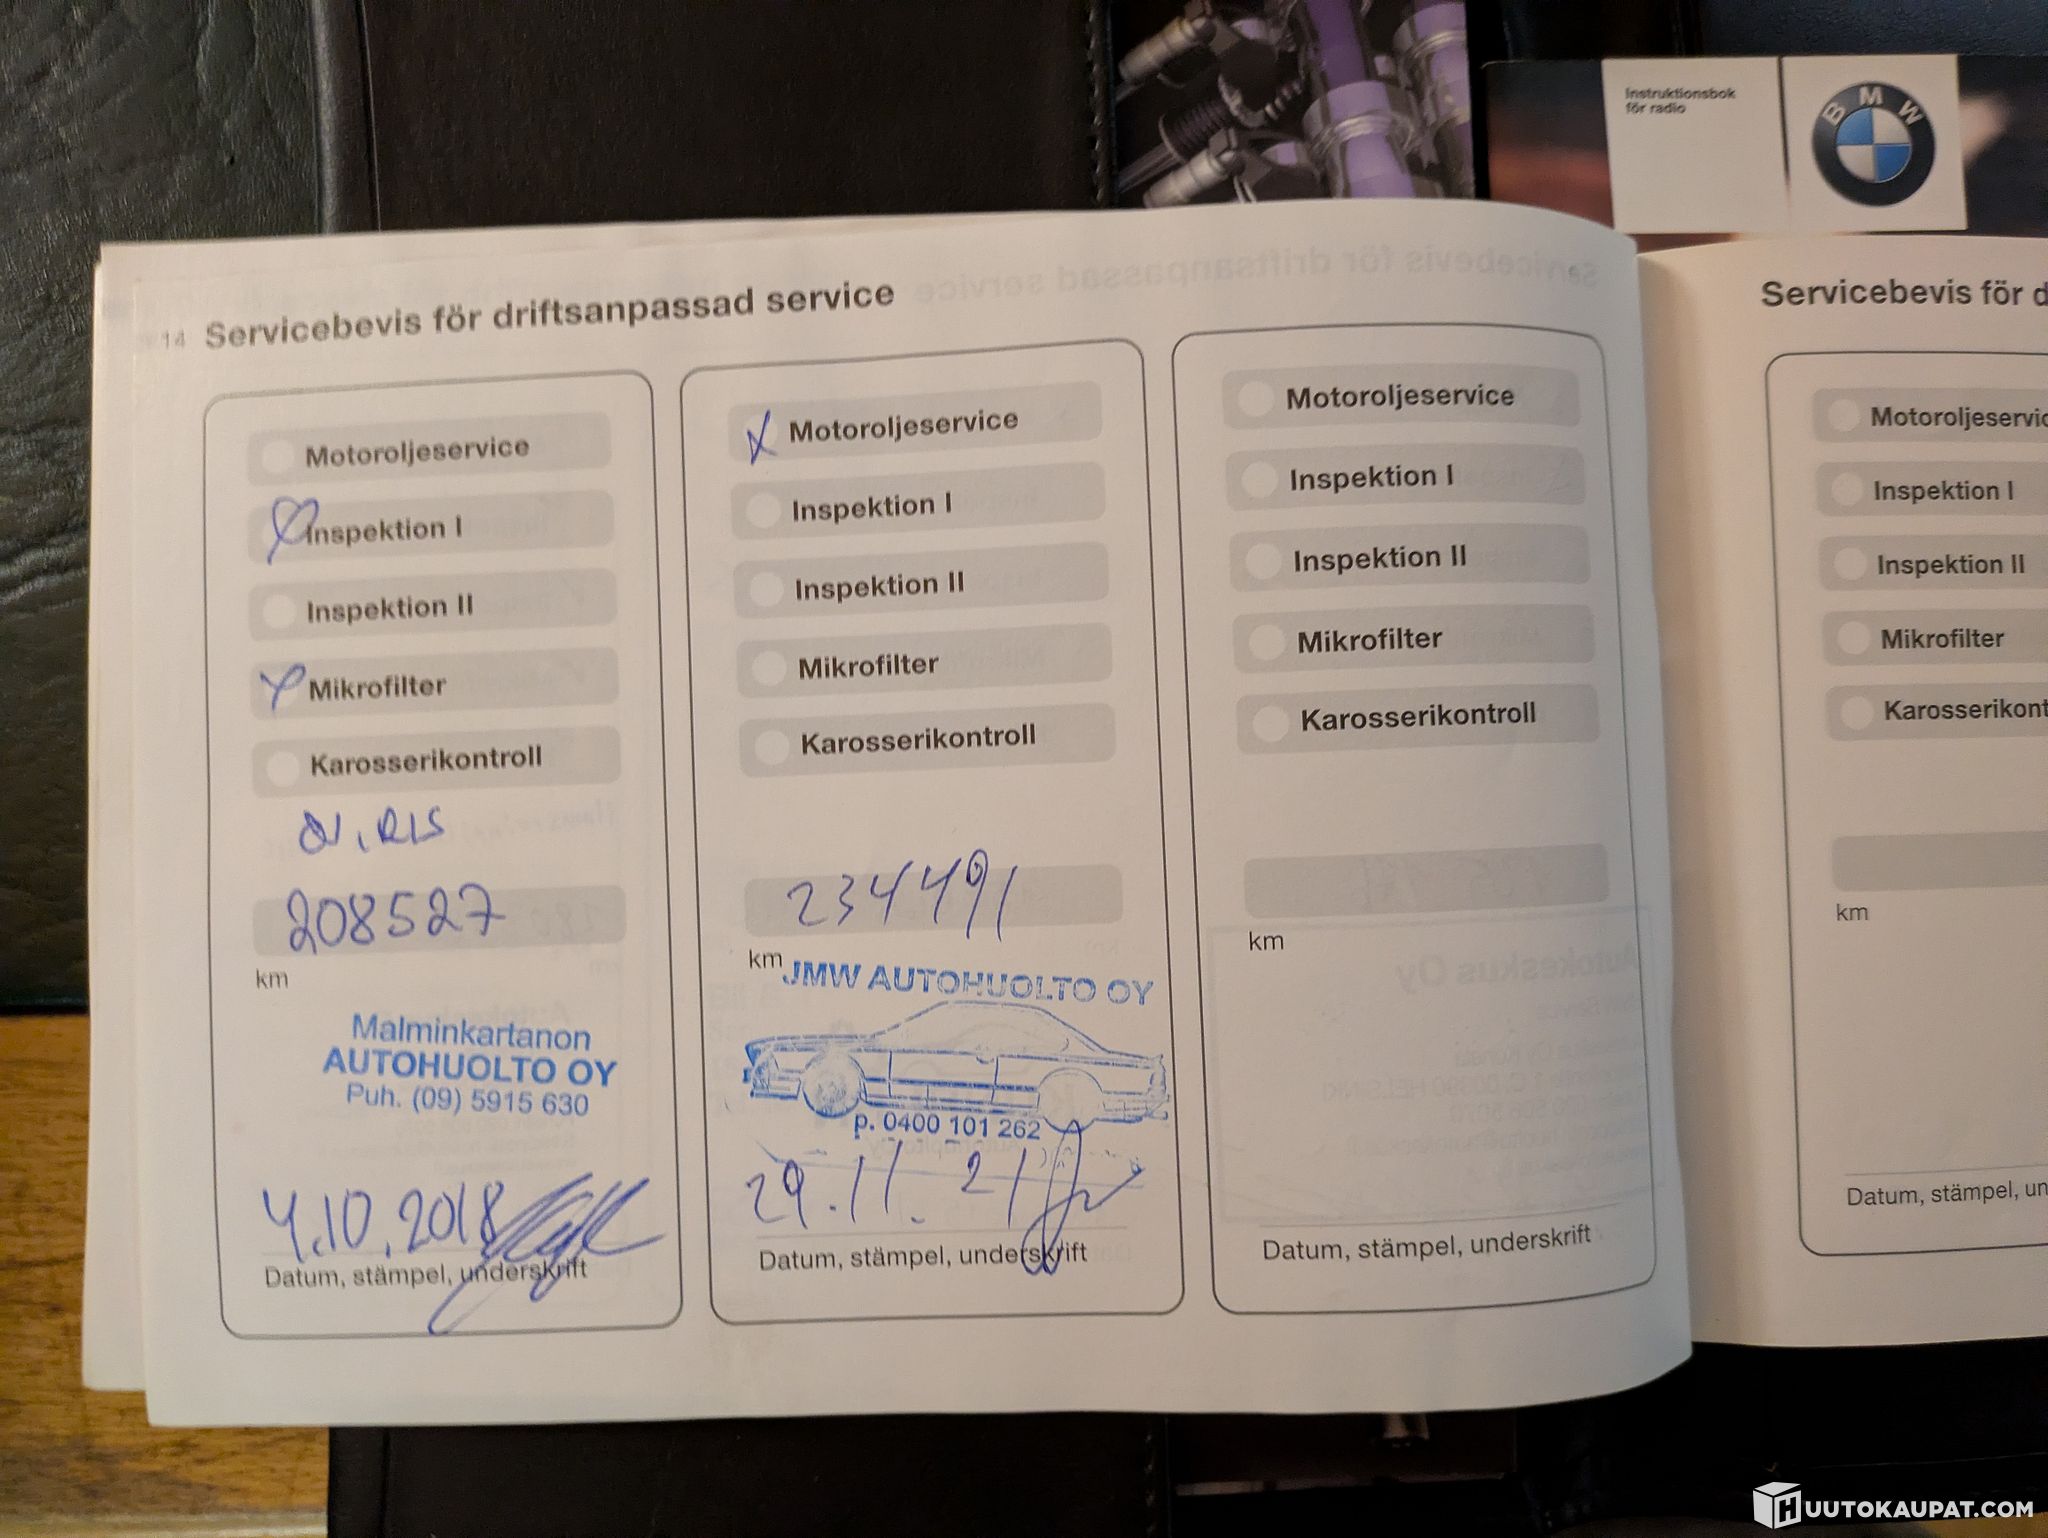 Instruktionsbok
för radio
BMW
14 Servicebevis för driftsanpassad service
Motoroljeservice
Inspektion I
Inspektion II
Mikrofilter
Karosserikontroll
208527
km
Malminkartanon
AUTOHUOLTO OY
Puh. (09) 5915 630
4.10.2018
Datum, stämpel, underskrift
X Motoroljeservice
Inspektion I
Inspektion II
Mikrofilter
Karosserikontroll
234491
km
JMW AUTOHUOLTO OY
p. 0400 101 262
29.11.21
Datum, stämpel, underskrift
Motoroljeservice
Inspektion I
Inspektion II
Mikrofilter
Karosserikontroll
km
Datum, stämpel, underskrift
Servicebevis för d
Motoroljeservic
Inspektion I
Inspektion II
Mikrofilter
Karosserikont
km
Datum, stämpel, un
HUUTOKAUPAT.COM